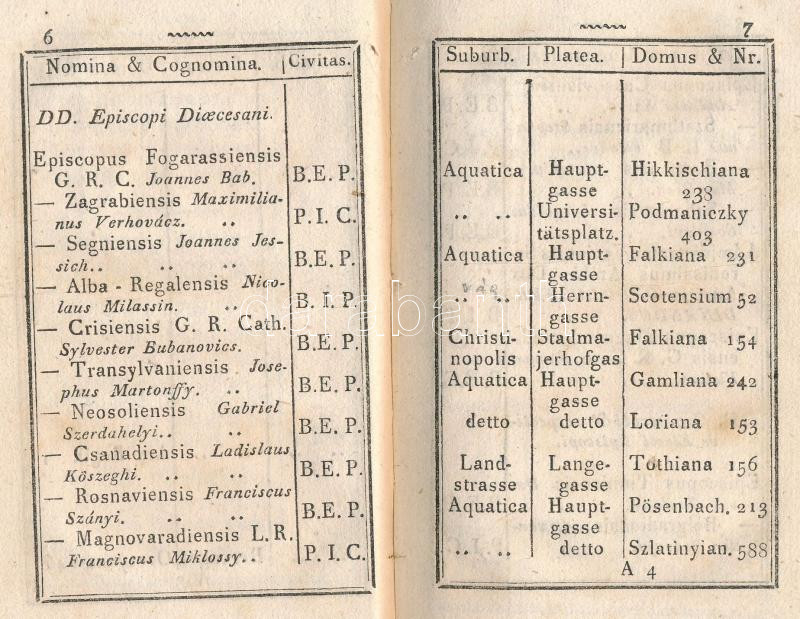 6
Nomina & Cognomina. | Civitas.
DD. Episcopi Diœcesani.
Episcopus Fogarassiensis
G. R. C. Joannes Bab. B. E. P.
— Zagrabiensis Maximilia-
nus Verhovácz. .. P. I. C.
— Segniensis Joannes Jes-
sich.. .. .. B. E. P.
— Alba - Regalensis Nico-
laus Milassin. .. B. I. P.
— Crisiensis G. R. Cath.
Sylvester Bubanovics. B. E. P.
— Transylvaniensis Jose-
phus Martonffy. .. B. E. P.
— Neosoliensis Gabriel
Szerdahelyi.. .. B. E. P.
— Csanadiensis Ladislaus
Kőszeghi. .. .. B. E. P.
— Rosnaviensis Franciscus
Szányi. .. .. B. E. P.
— Magnovaradiensis L. R.
Franciscus Miklossy.. P. I. C.
7
Suburb. | Platea. | Domus & Nr.
Aquatica Haupt- Hikkischiana
gasse 238
.. .. Universi- Podmaniczky
tätsplatz. 403
Aquatica Haupt- Falkiana 231
gasse
.. .. Herrn- Scotensium 52
gasse
Christi- Stadma- Falkiana 154
nopolis jerhofgas
Aquatica Haupt- Gamliana 242
gasse
detto detto Loriana 153
Land- Lange- Tothiana 156
strasse gasse
Aquatica Haupt- Pösenbach. 213
gasse
.. .. detto Szlatinyian. 588
A 4
darabanth